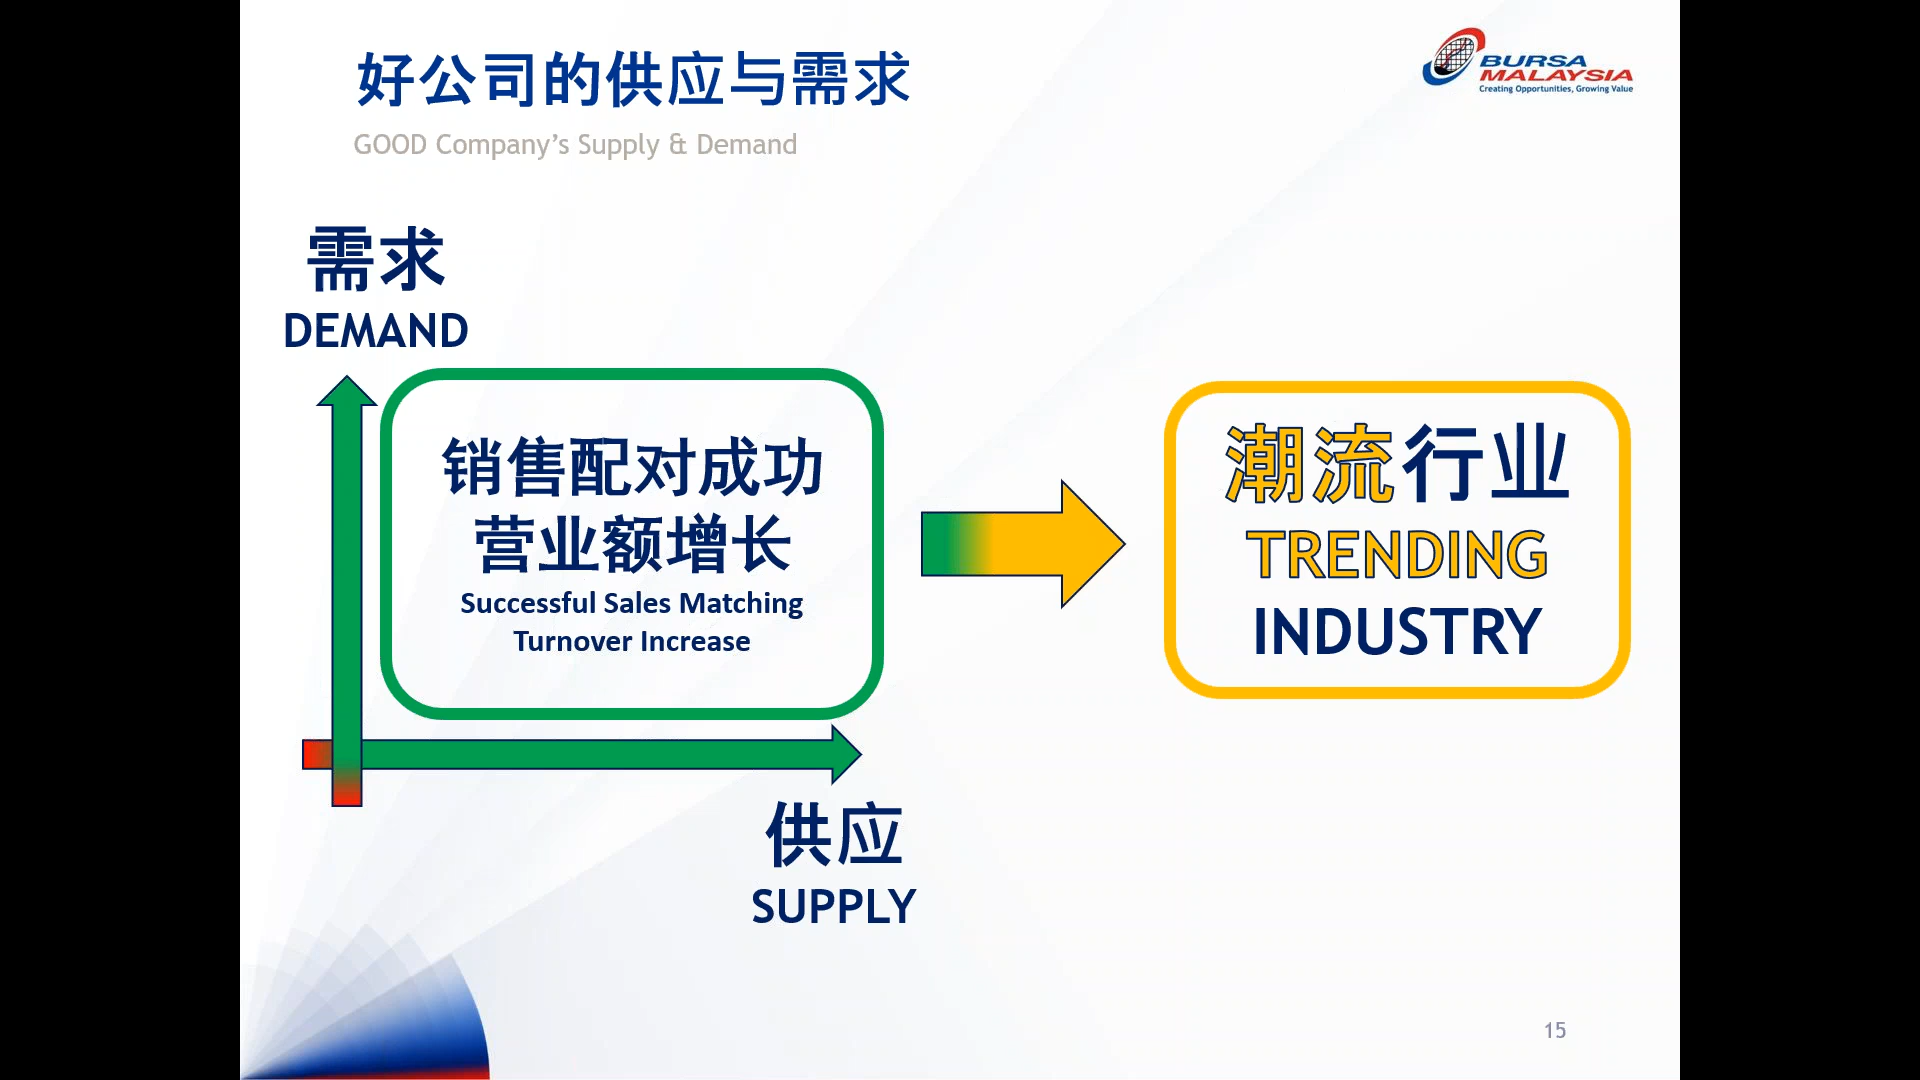 好公司的供应与需求
GOOD Company’s Supply & Demand
BURSA
MALAYSIA
Creating Opportunities, Growing Value
需求
DEMAND
销售配对成功
营业额增长
Successful Sales Matching
Turnover Increase
潮流行业
TRENDING
INDUSTRY
供应
SUPPLY
15